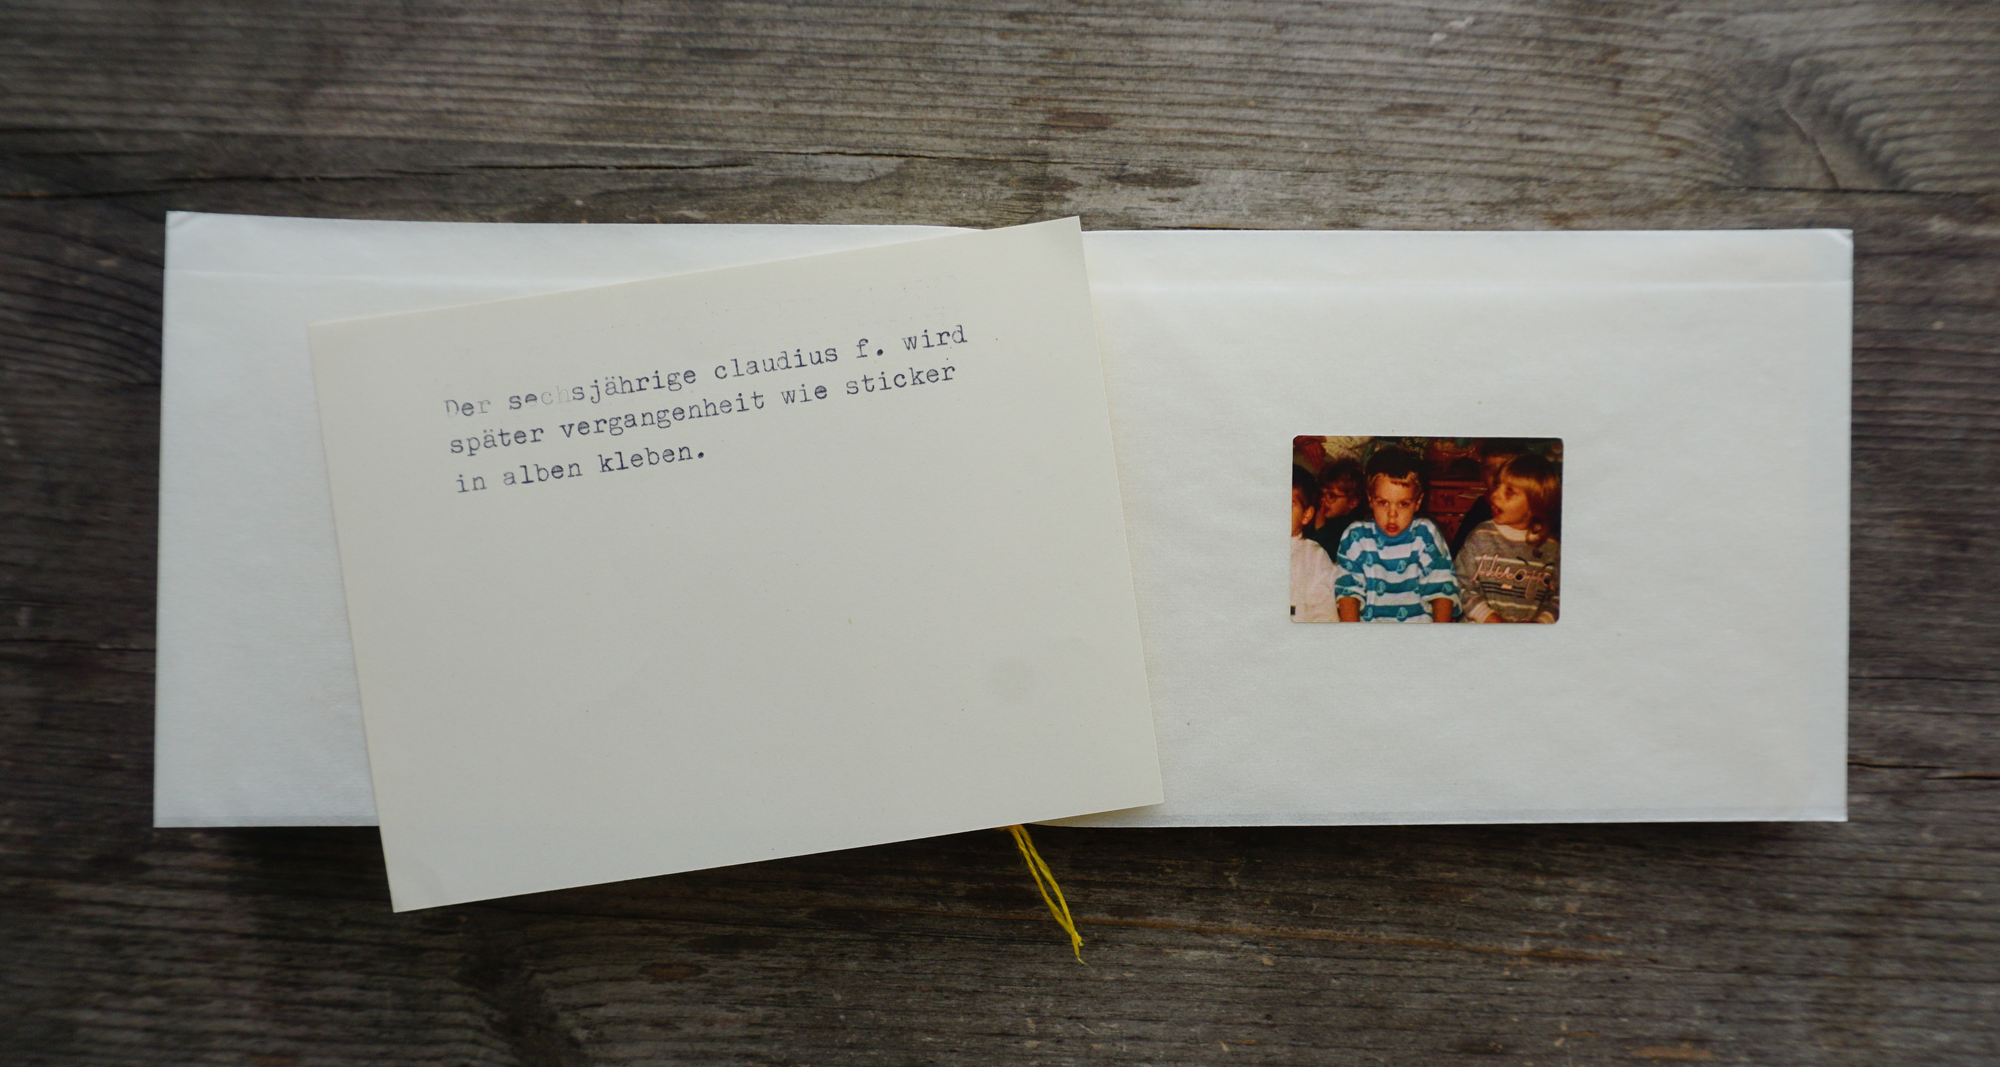 Der sechsjährige claudius f. wird
später vergangenheit wie sticker
in alben kleben.